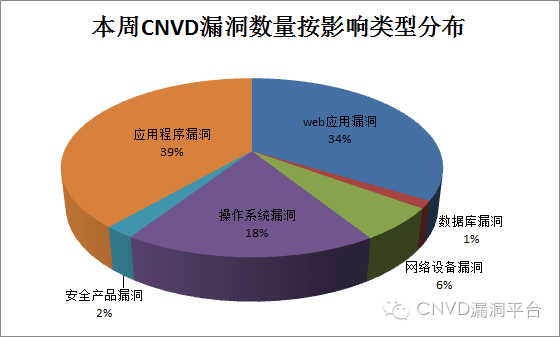 本周CNVD漏洞数量按影响类型分布
web应用漏洞
34%
应用程序漏洞
39%
操作系统漏洞
18%
数据库漏洞
1%
网络设备漏洞
6%
安全产品漏洞
2%
CNVD漏洞平台